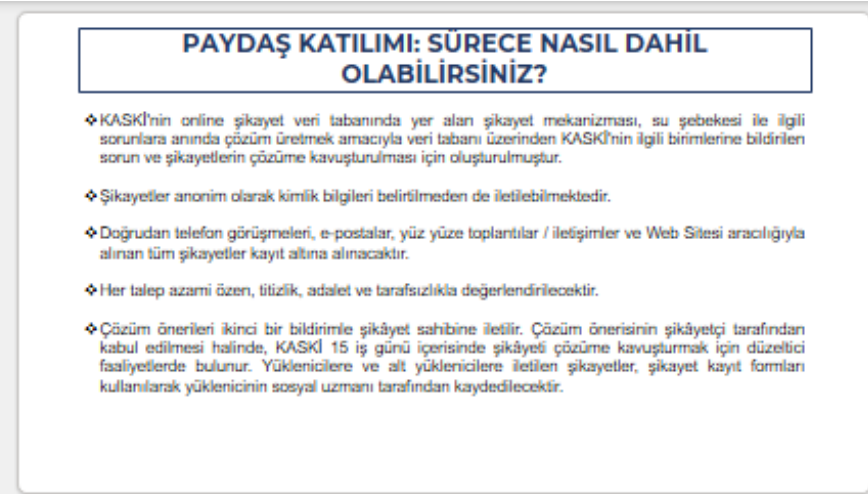 PAYDAŞ KATILIMI: SÜRECE NASIL DAHİL
OLABİLİRSİNİZ?
❖KASKİ'nin online şikayet veri tabanında yer alan şikayet mekanizması, su şebekesi ile ilgili
sorunlara anında çözüm üretmek amacıyla veri tabanı üzerinden KASKİ'nin ilgili birimlerine bildirilen
sorun ve şikayetlerin çözüme kavuşturulması için oluşturulmuştur.
❖Şikayetler anonim olarak kimlik bilgileri belirtilmeden de iletilebilmektedir.
❖Doğrudan telefon görüşmeleri, e-postalar, yüz yüze toplantılar / iletişimler ve Web Sitesi aracılığıyla
alınan tüm şikayetler kayıt altına alınacaktır.
❖Her talep azami özen, titizlik, adalet ve tarafsızlıkla değerlendirilecektir.
❖Çözüm önerileri ikinci bir bildirimle şikâyet sahibine iletilir. Çözüm önerisinin şikâyetçi tarafından
kabul edilmesi halinde, KASKİ 15 iş günü içerisinde şikâyeti çözüme kavuşturmak için düzeltici
faaliyetlerde bulunur. Yüklenicilere ve alt yüklenicilere iletilen şikayetler, şikayet kayıt formları
kullanılarak yüklenicinin sosyal uzmanı tarafından kaydedilecektir.